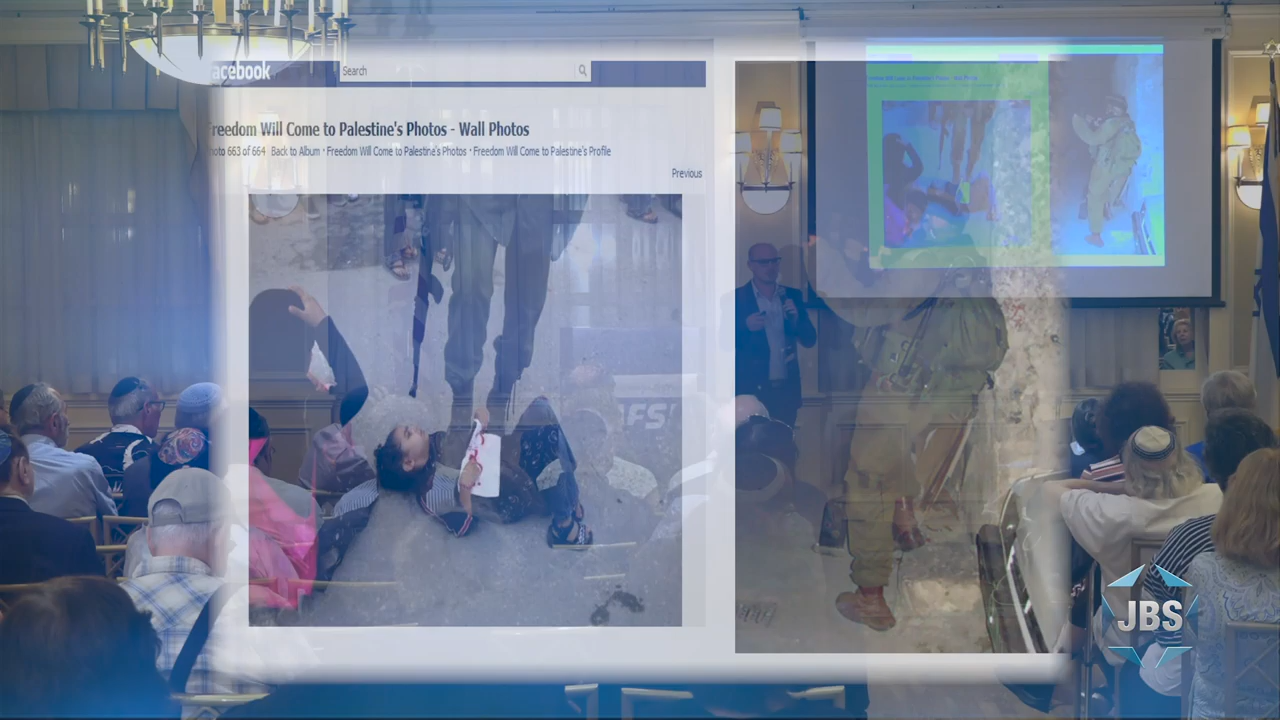 acebook
Search
Freedom Will Come to Palestine's Photos - Wall Photos
Photo 663 of 664 Back to Album · Freedom Will Come to Palestine's Photos · Freedom Will Come to Palestine's Profile
Previous
JBS